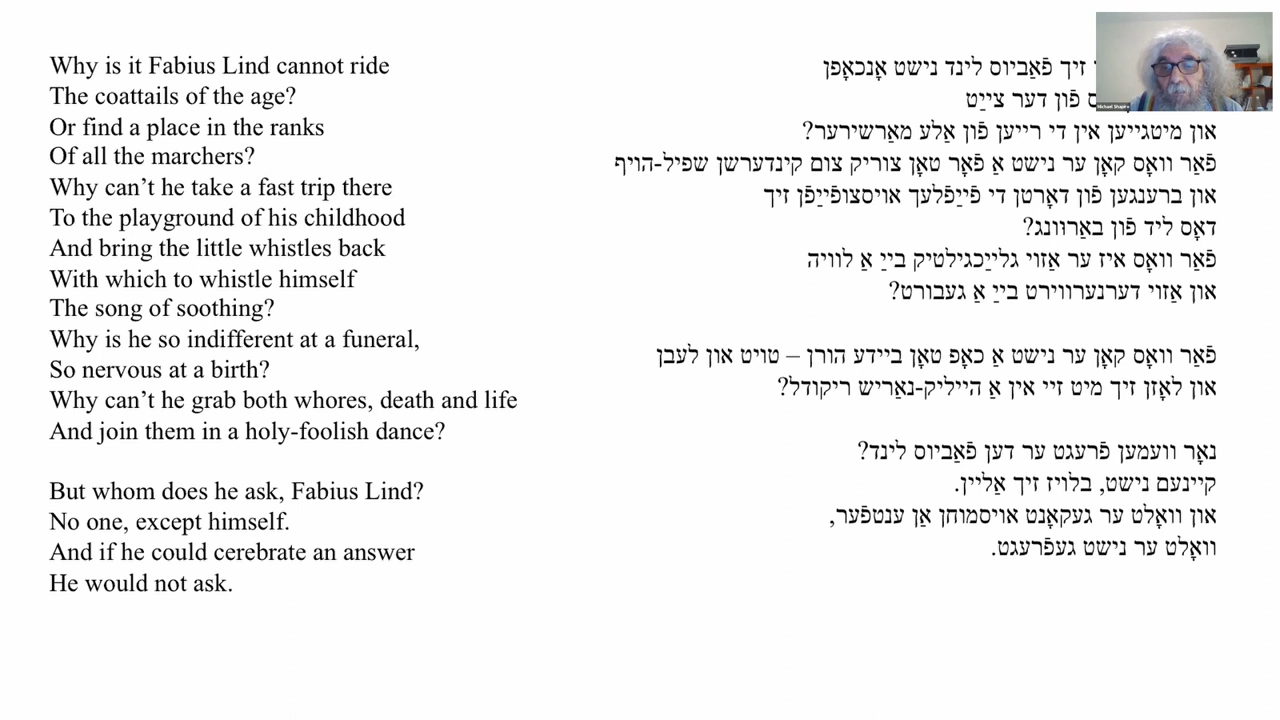 Why is it Fabius Lind cannot ride
The coattails of the age?
Or find a place in the ranks
Of all the marchers?
Why can’t he take a fast trip there
To the playground of his childhood
And bring the little whistles back
With which to whistle himself
The song of soothing?
Why is he so indifferent at a funeral,
So nervous at a birth?
Why can’t he grab both whores, death and life
And join them in a holy-foolish dance?
But whom does he ask, Fabius Lind?
No one, except himself.
And if he could cerebrate an answer
He would not ask.
זיך פֿאַביוס לינד נישט אָנכאַפּן
פֿון דער צייַט
און מיטגייען אין די רייען פֿון אַלע מאַרשירער?
פֿאַר וואָס קאָן ער נישט אַ פֿאָר טאָן צוריק צום קינדערשן שפּיל-הויף
און ברענגען פֿון דאָרטן די פֿייַפֿלעך אויסצופֿייַפֿן זיך
דאָס ליד פֿון באַרוונג?
פֿאַר וואָס איז ער אַזוי גלייַכגילטיק בייַ אַ לוויה
און אַזוי דערנערווירט בייַ אַ געבורט?
פֿאַר וואָס קאָן ער נישט אַ כאַפּ טאָן ביידע הורן – טויט און לעבן
און לאָזן זיך מיט זיי אין אַ הייליק-נאַריש ריקודל?
נאָר וועמען פֿרעגט ער דען פֿאַביוס לינד?
קיינעם נישט, בלויז זיך אַליין.
און וואָלט ער געקאָנט אויסמוחן אַן ענטפֿער,
וואָלט ער נישט געפֿרעגט.
Michael Shapiro